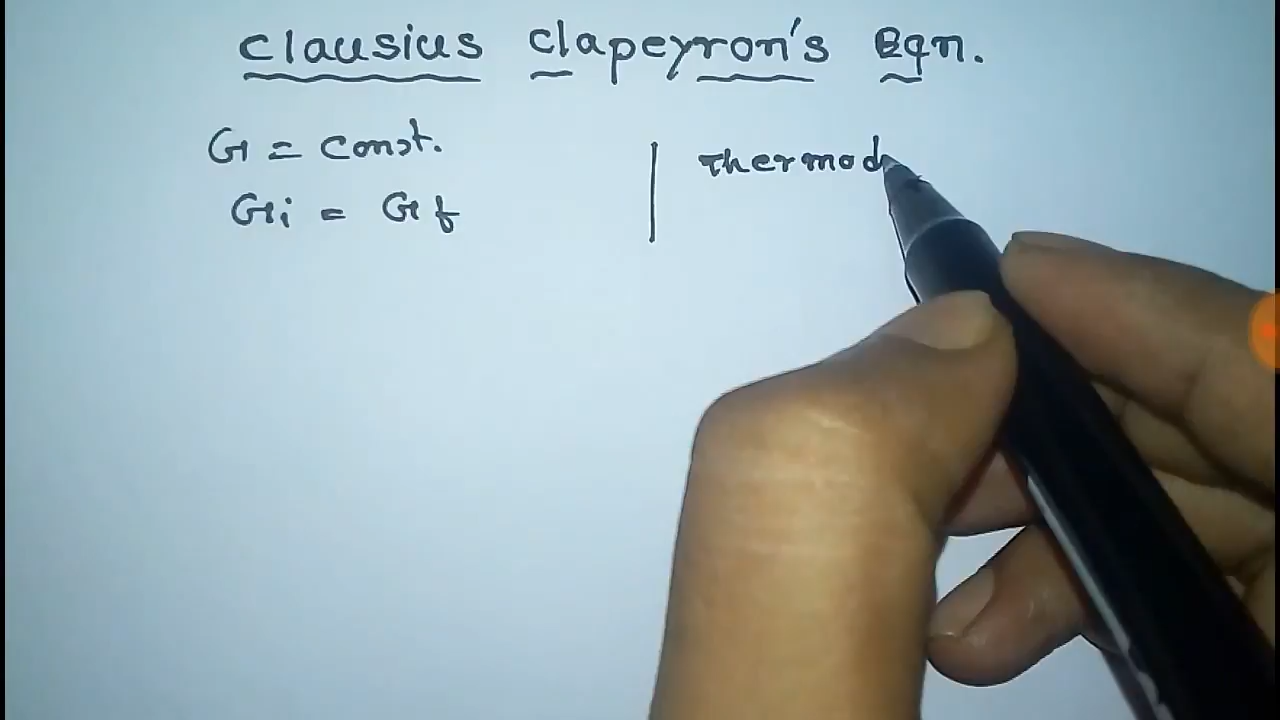 Clausius Clapeyron's Eqn.
G = Const.
Gi = Gf
Thermod